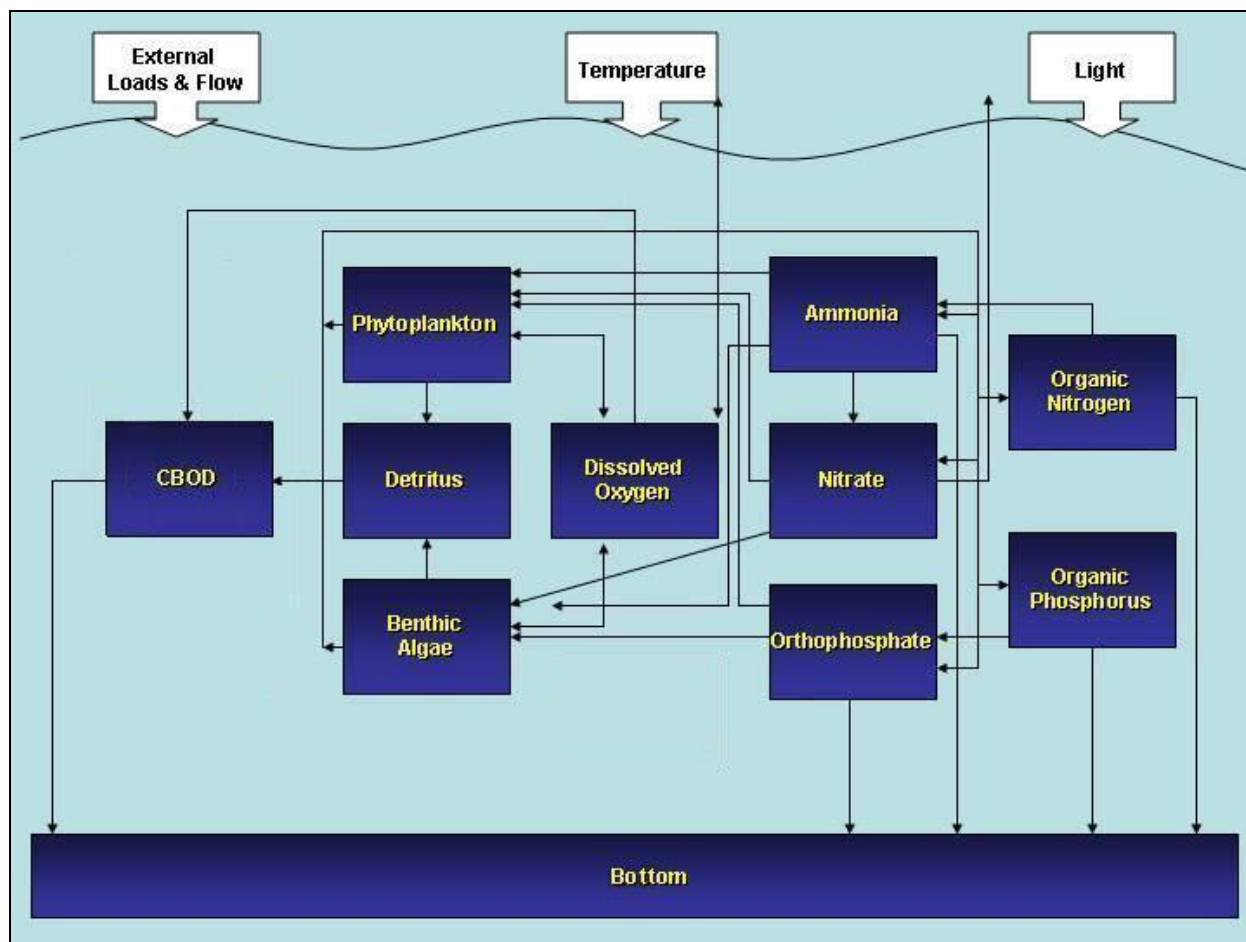 External
Loads & Flow
Temperature
Light
Phytoplankton
Ammonia
Organic
Nitrogen
CBOD
Detritus
Dissolved
Oxygen
Nitrate
Organic
Phosphorus
Benthic
Algae
Orthophosphate
Bottom